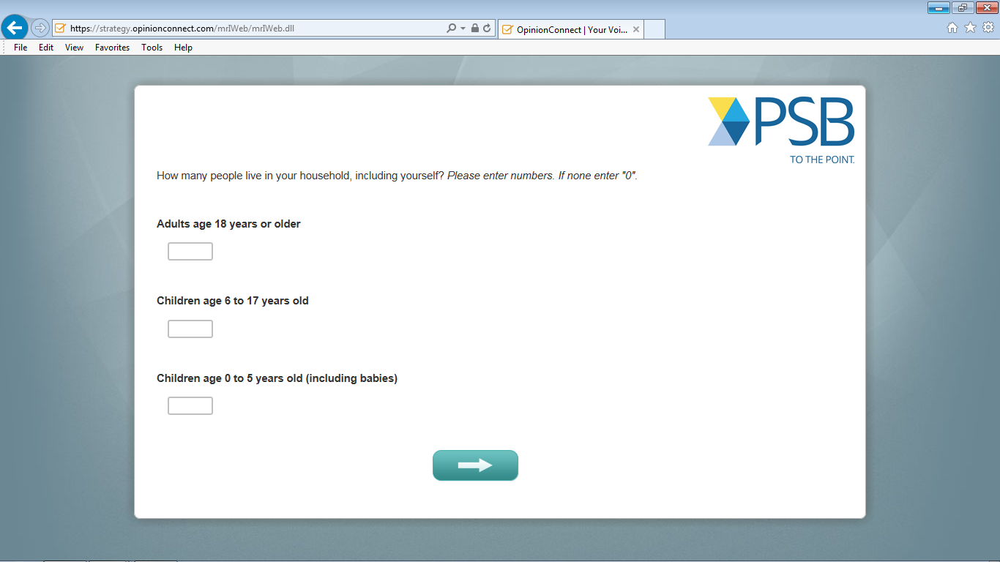 https://strategy.opinionconnect.com/mrIWeb/mrIWeb.dll
OpinionConnect | Your Voi...
File Edit View Favorites Tools Help
PSB
TO THE POINT.
How many people live in your household, including yourself? Please enter numbers. If none enter "0".
Adults age 18 years or older
Children age 6 to 17 years old
Children age 0 to 5 years old (including babies)